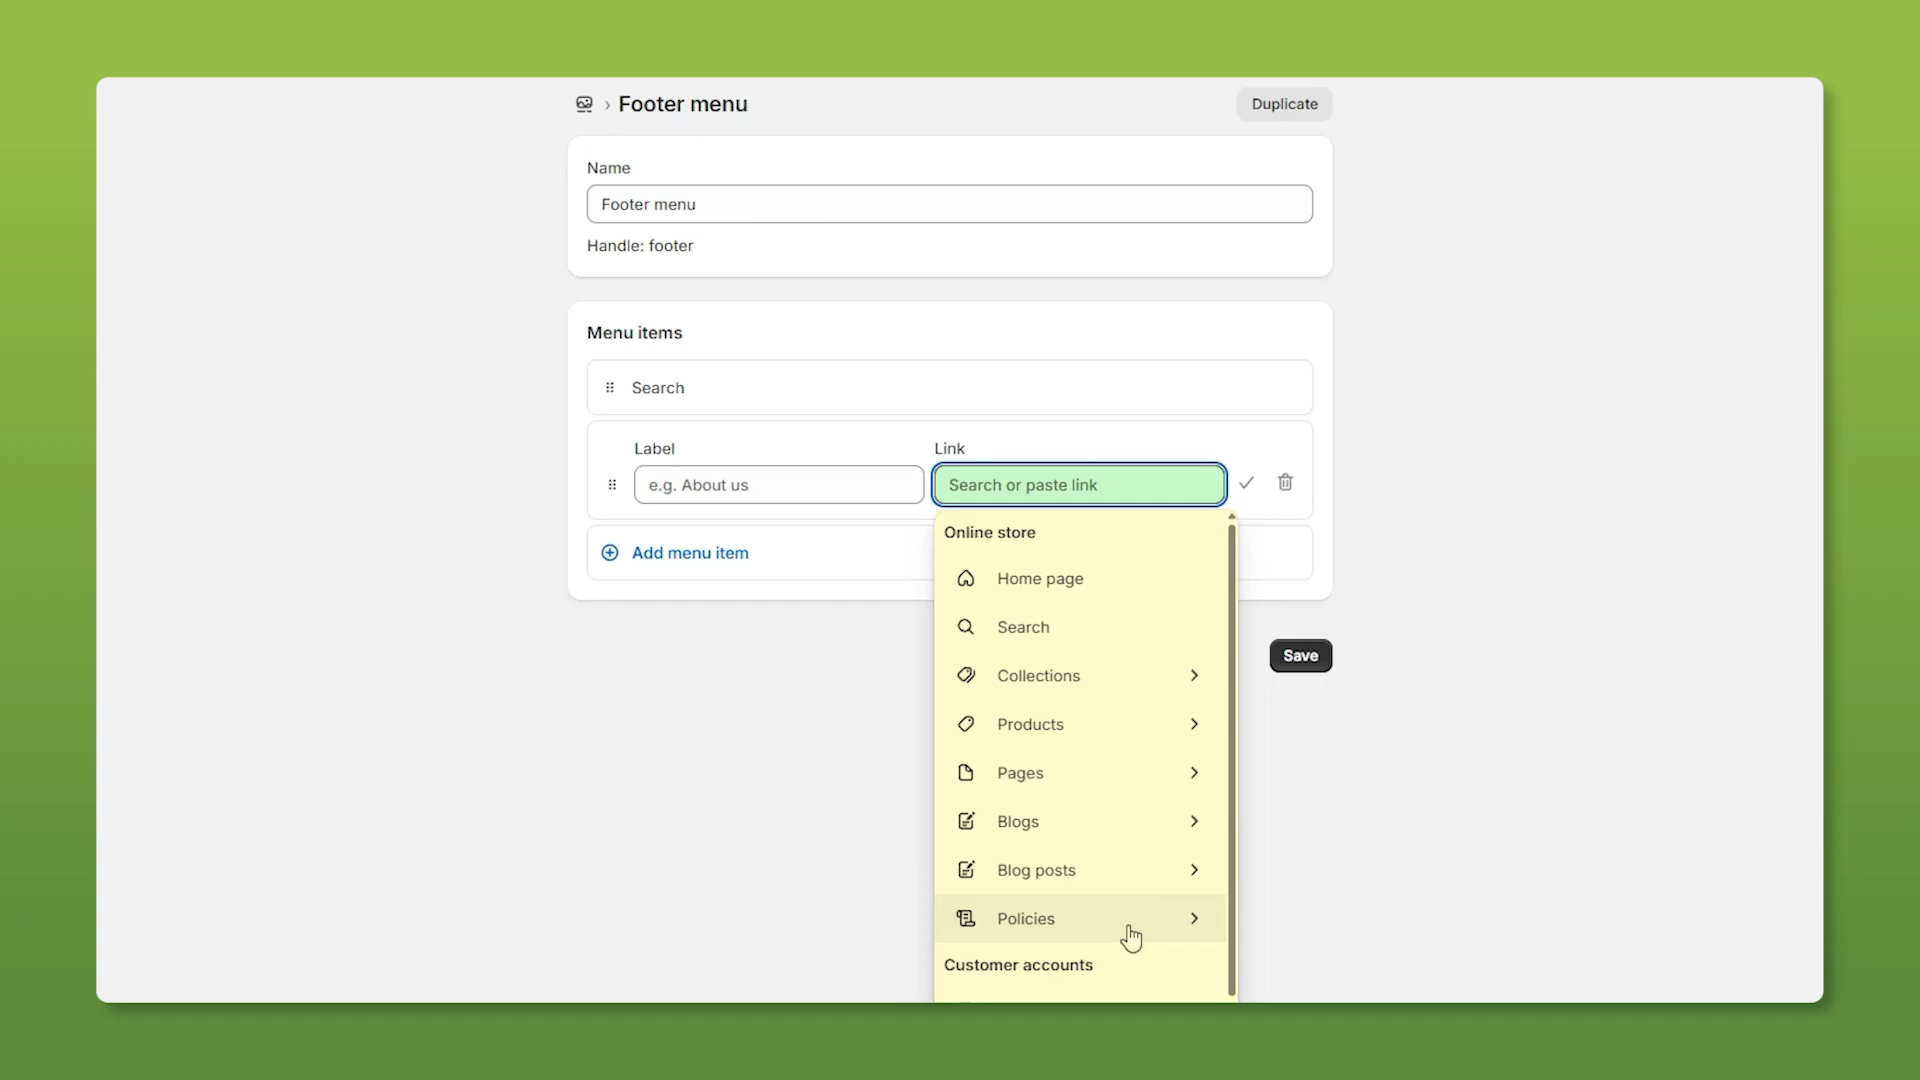 Footer menu
Duplicate
Name
Footer menu
Handle: footer
Menu items
Search
Label
Link
e.g. About us
Search or paste link
Add menu item
Online store
Home page
Search
Collections
Products
Pages
Blogs
Blog posts
Policies
Customer accounts
Save